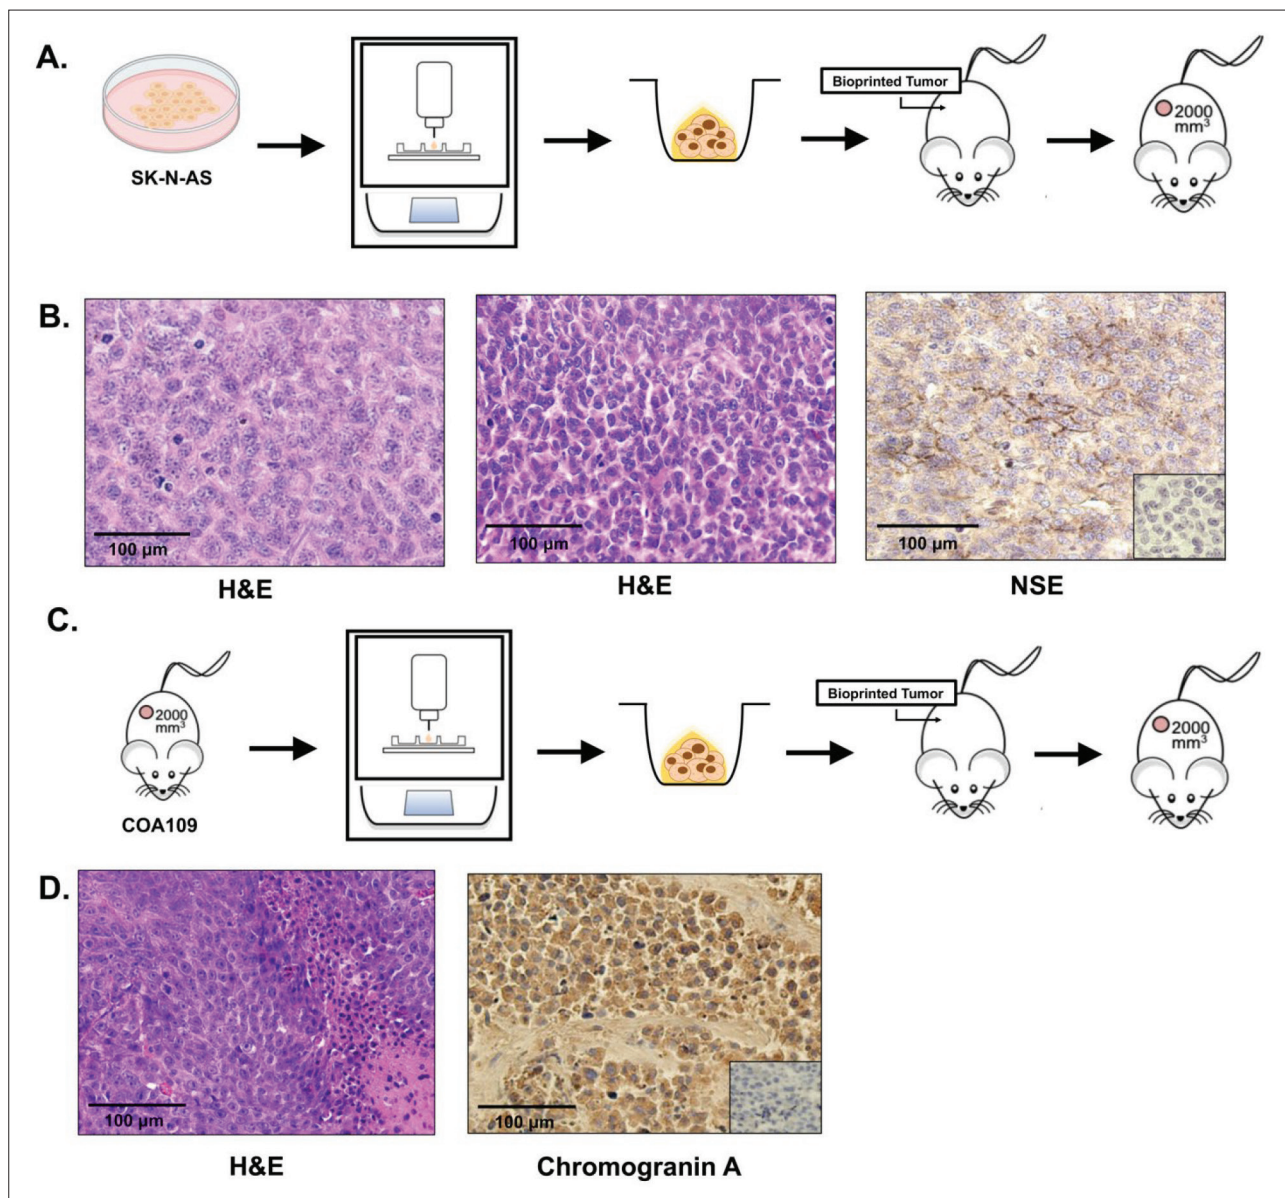 A.
SK-N-AS
Bioprinted Tumor
2000
mm³
B.
100 µm
H&E
100 µm
H&E
100 µm
NSE
C.
2000
mm³
COA109
Bioprinted Tumor
2000
mm³
D.
100 µm
H&E
100 µm
Chromogranin A